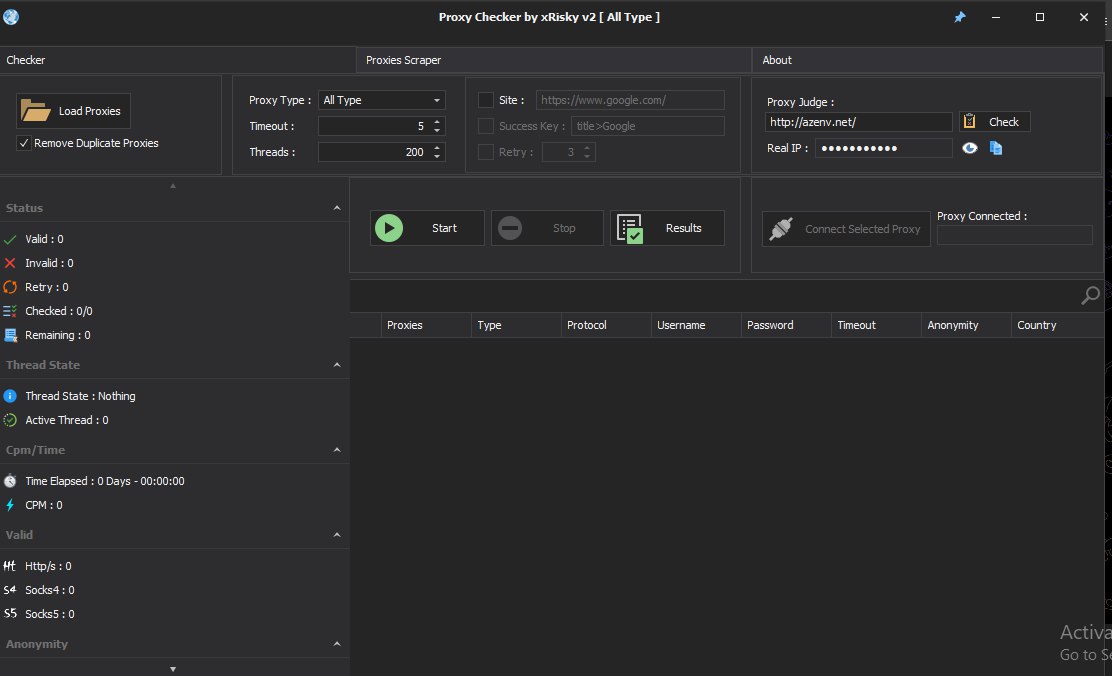 Proxy Checker by xRisky v2 [ All Type ]
Checker
Proxies Scraper
About
Load Proxies
Remove Duplicate Proxies
Proxy Type : All Type
Timeout : 5
Threads : 200
Site : https://www.google.com/
Success Key : title>Google
Retry : 3
Proxy Judge :
http://azenv.net/ Check
Real IP : ●●●●●●●●●●●
Status
Valid : 0
Invalid : 0
Retry : 0
Checked : 0/0
Remaining : 0
Thread State
Thread State : Nothing
Active Thread : 0
Cpm/Time
Time Elapsed : 0 Days - 00:00:00
CPM : 0
Valid
Ht Http/s : 0
S4 Socks4 : 0
S5 Socks5 : 0
Anonymity
Start Stop Results
Connect Selected Proxy
Proxy Connected :
Proxies Type Protocol Username Password Timeout Anonymity Country
Go to